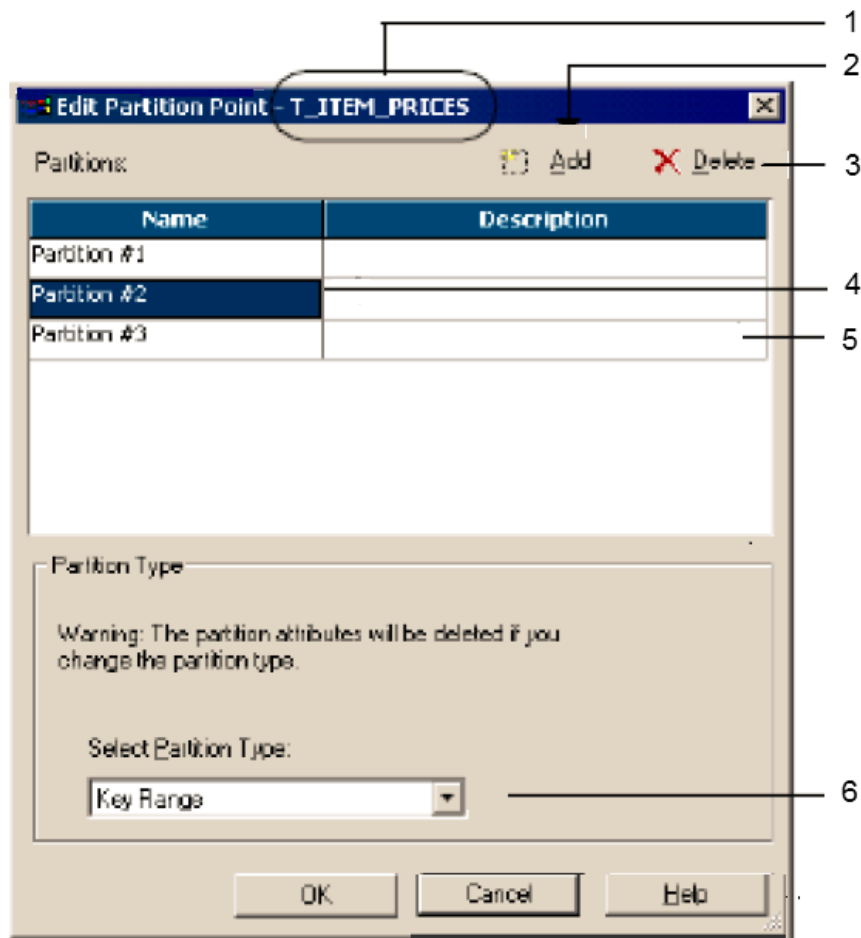 1
2
Edit Partition Point - T_ITEM_PRICES
Partitions:
Add
Delete
3
Name Description
Partition #1
Partition #2
4
Partition #3
5
Partition Type
Warning: The partition attributes will be deleted if you
change the partition type.
Select Partition Type:
Key Range
6
OK Cancel Help